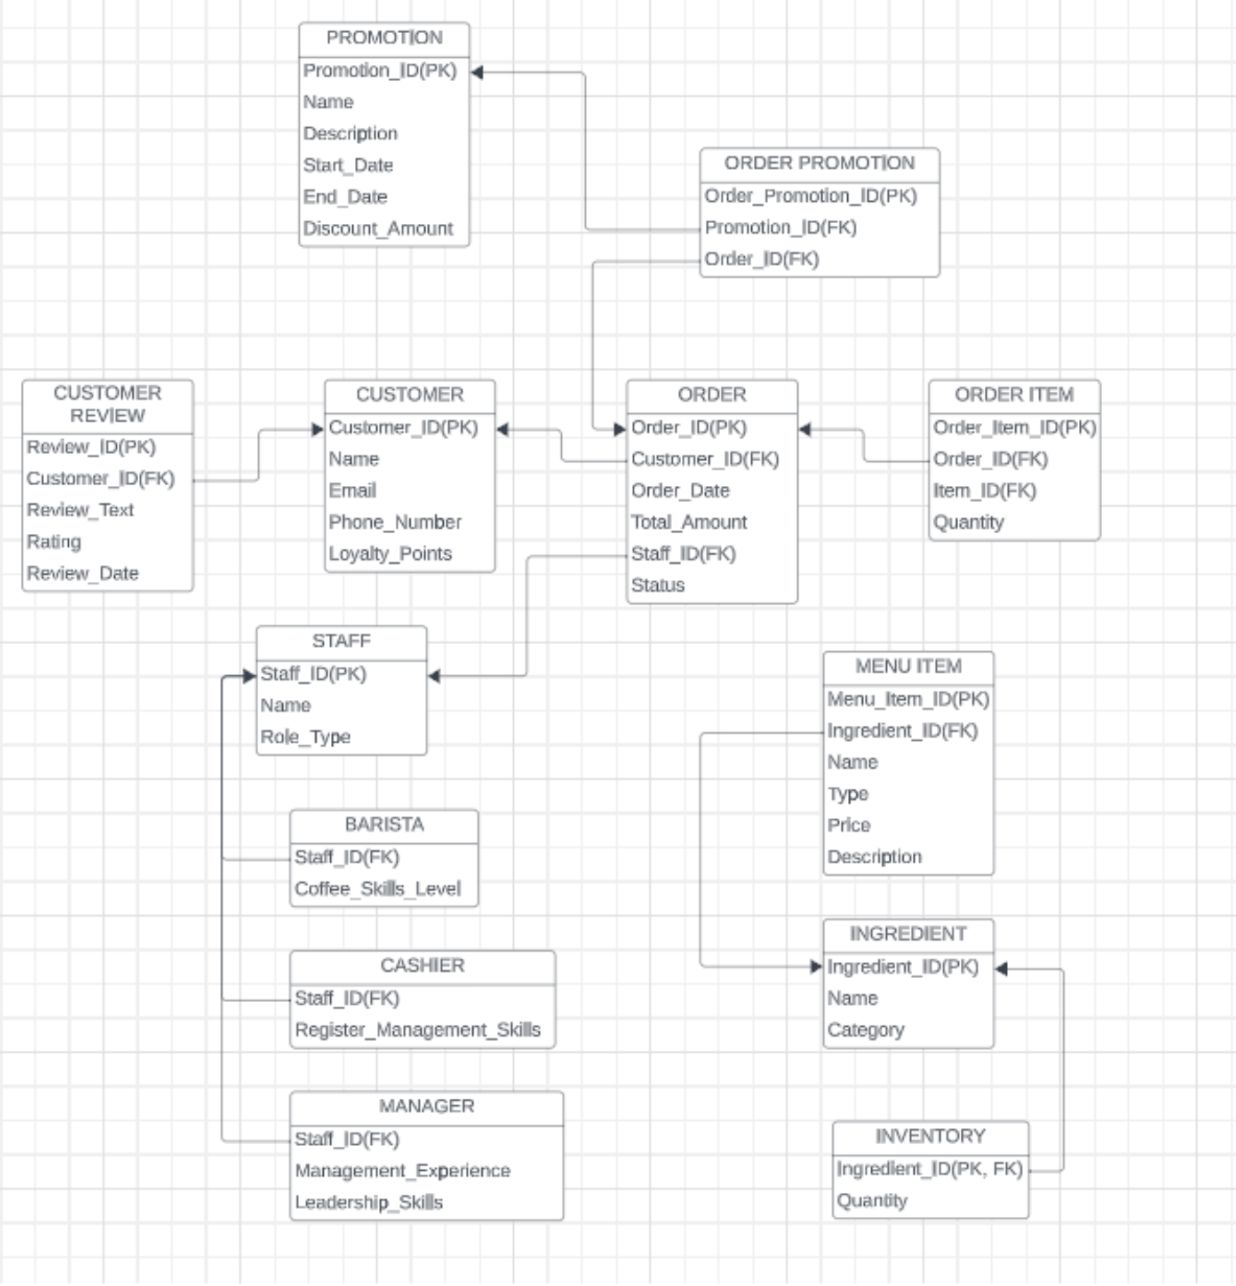 PROMOTION
Promotion_ID(PK)
Name
Description
Start_Date
End_Date
Discount_Amount
ORDER PROMOTION
Order_Promotion_ID(PK)
Promotion_ID(FK)
Order_ID(FK)
CUSTOMER
REVIEW
Review_ID(PK)
Customer_ID(FK)
Review_Text
Rating
Review_Date
CUSTOMER
Customer_ID(PK)
Name
Email
Phone_Number
Loyalty_Points
ORDER
Order_ID(PK)
Customer_ID(FK)
Order_Date
Total_Amount
Staff_ID(FK)
Status
ORDER ITEM
Order_Item_ID(PK)
Order_ID(FK)
Item_ID(FK)
Quantity
STAFF
Staff_ID(PK)
Name
Role_Type
MENU ITEM
Menu_Item_ID(PK)
Ingredient_ID(FK)
Name
Type
Price
Description
BARISTA
Staff_ID(FK)
Coffee_Skills_Level
CASHIER
Staff_ID(FK)
Register_Management_Skills
INGREDIENT
Ingredient_ID(PK)
Name
Category
MANAGER
Staff_ID(FK)
Management_Experience
Leadership_Skills
INVENTORY
Ingredient_ID(PK, FK)
Quantity